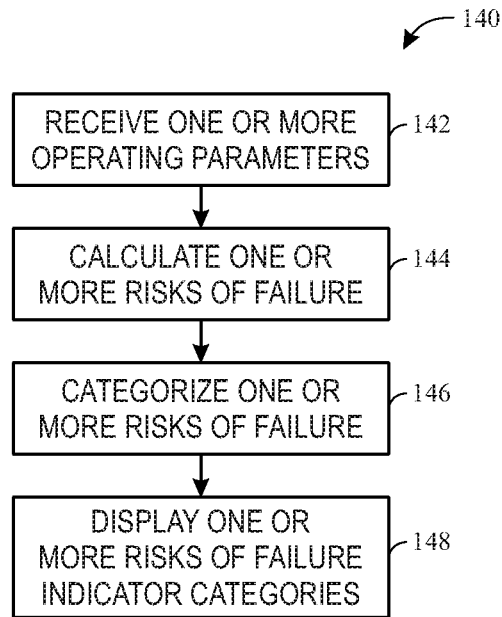 140
RECEIVE ONE OR MORE
OPERATING PARAMETERS
142
CALCULATE ONE OR
MORE RISKS OF FAILURE
144
CATEGORIZE ONE OR
MORE RISKS OF FAILURE
146
DISPLAY ONE OR
MORE RISKS OF FAILURE
INDICATOR CATEGORIES
148